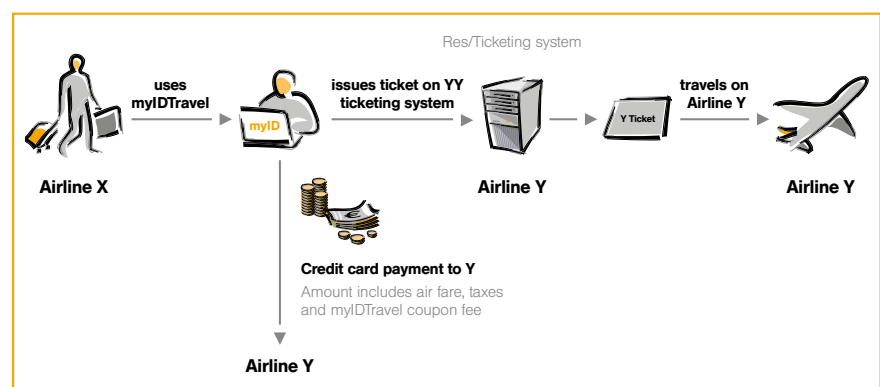 Res/Ticketing system
uses
myIDTravel
issues ticket on YY
ticketing system
travels on
Airline Y
myID
Y Ticket
Airline X
Airline Y
Airline Y
Credit card payment to Y
Amount includes air fare, taxes
and myIDTravel coupon fee
Airline Y